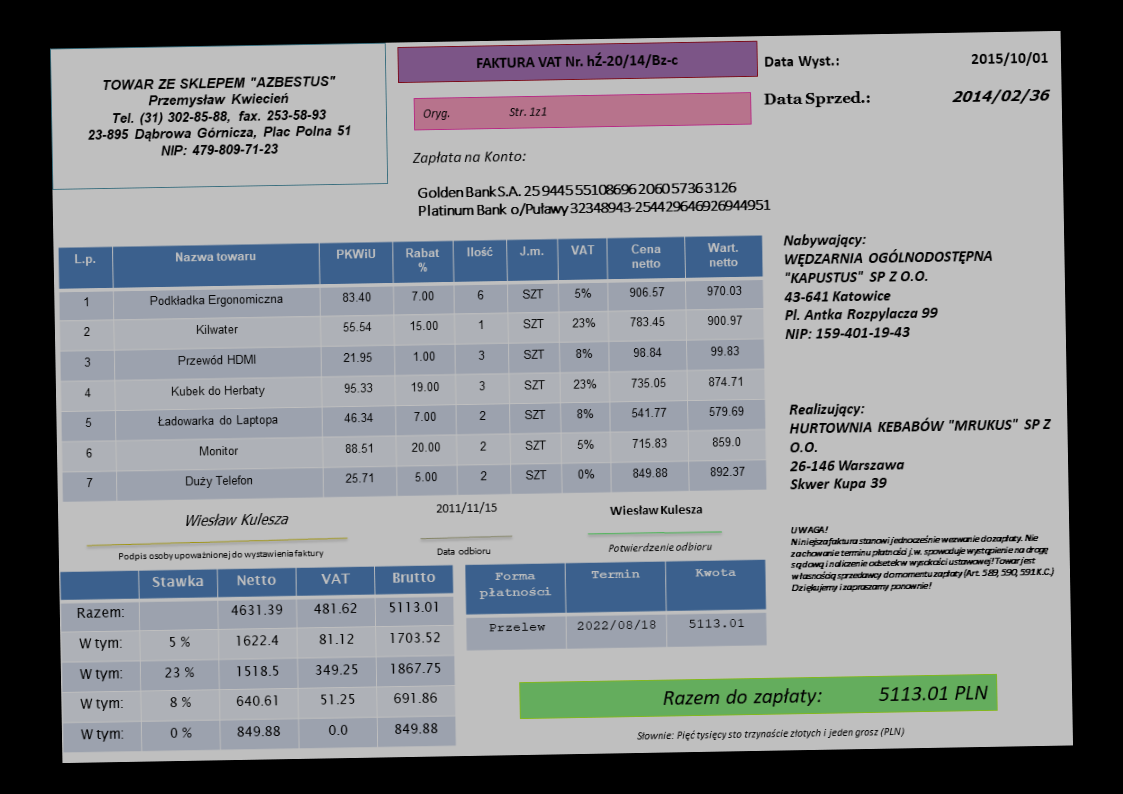 TOWAR ZE SKLEPEM "AZBESTUS"
Przemysław Kwiecień
Tel. (31) 302-85-88, fax. 253-58-93
23-895 Dąbrowa Górnicza, Plac Polna 51
NIP: 479-809-71-23
FAKTURA VAT Nr. hŹ-20/14/Bz-c
Oryg. Str. 1z1
Data Wyst.: 2015/10/01
Data Sprzed.: 2014/02/36
Zapłata na Konto:
Golden Bank S.A. 25 9445 5510 8696 2060 5736 3126
Platinum Bank o/Puławy 32348943-254429646926944951
L.p. Nazwa towaru PKWiU Rabat % Ilość J.m. VAT Cena netto Wart. netto
1 Podkładka Ergonomiczna 83.40 7.00 6 SZT 5% 906.57 970.03
2 Kilwater 55.54 15.00 1 SZT 23% 783.45 900.97
3 Przewód HDMI 21.95 1.00 3 SZT 8% 98.84 99.83
4 Kubek do Herbaty 95.33 19.00 3 SZT 23% 735.05 874.71
5 Ładowarka do Laptopa 46.34 7.00 2 SZT 8% 541.77 579.69
6 Monitor 88.51 20.00 2 SZT 5% 715.83 859.0
7 Duży Telefon 25.71 5.00 2 SZT 0% 849.88 892.37
Nabywający:
WĘDZARNIA OGÓLNODOSTĘPNA
"KAPUSTUS" SP Z O.O.
43-641 Katowice
Pl. Antka Rozpylacza 99
NIP: 159-401-19-43
Realizujący:
HURTOWNIA KEBABÓW "MRUKUS" SP Z
O.O.
26-146 Warszawa
Skwer Kupa 39
Wiesław Kulesza
Podpis osoby upoważnionej do wystawienia faktury
2011/11/15
Data odbioru
Wiesław Kulesza
Potwierdzenie odbioru
UWAGA!
Niniejsza faktura stanowi jednocześnie wezwanie do zapłaty. Nie
zachowanie terminu płatności j.w. spowoduje wystąpienie na drogę
sądową i naliczenie odsetek w wysokości ustawowej! Towar jest
własnością sprzedawcy do momentu zapłaty (Art. 589, 590, 591 K.C.)
Dziękujemy i zapraszamy ponownie!
Stawka Netto VAT Brutto
Razem: 4631.39 481.62 5113.01
W tym: 5 % 1622.4 81.12 1703.52
W tym: 23 % 1518.5 349.25 1867.75
W tym: 8 % 640.61 51.25 691.86
W tym: 0 % 849.88 0.0 849.88
Forma płatności Termin Kwota
Przelew 2022/08/18 5113.01
Razem do zapłaty: 5113.01 PLN
Słownie: Pięć tysięcy sto trzynaście złotych i jeden grosz (PLN)